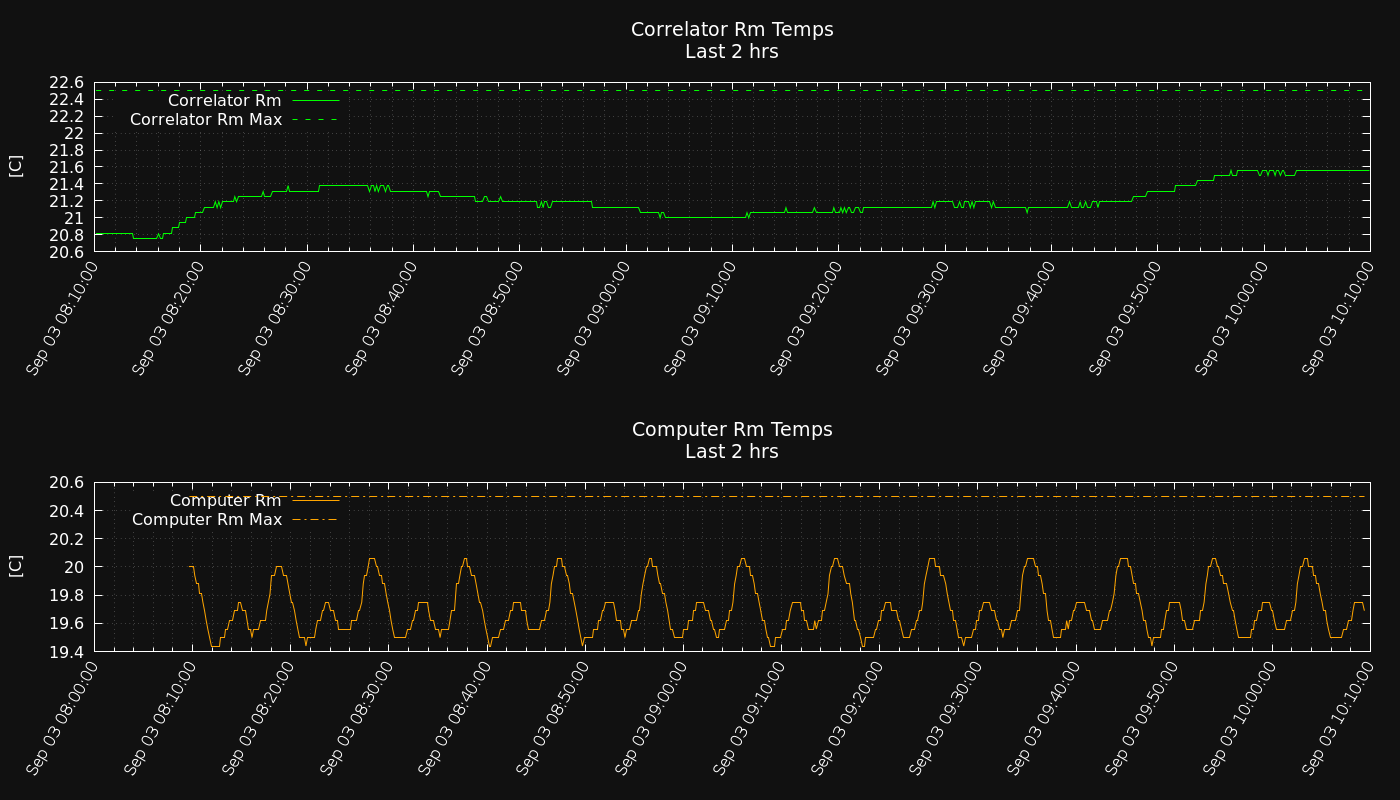 Correlator Rm Temps
Last 2 hrs
[C]
22.6
22.4
22.2
22
21.8
21.6
21.4
21.2
21
20.8
20.6
Correlator Rm
Correlator Rm Max
Sep 03 08:10:00
Sep 03 08:20:00
Sep 03 08:30:00
Sep 03 08:40:00
Sep 03 08:50:00
Sep 03 09:00:00
Sep 03 09:10:00
Sep 03 09:20:00
Sep 03 09:30:00
Sep 03 09:40:00
Sep 03 09:50:00
Sep 03 10:00:00
Sep 03 10:10:00
Computer Rm Temps
Last 2 hrs
[C]
20.6
20.4
20.2
20
19.8
19.6
19.4
Computer Rm
Computer Rm Max
Sep 03 08:00:00
Sep 03 08:10:00
Sep 03 08:20:00
Sep 03 08:30:00
Sep 03 08:40:00
Sep 03 08:50:00
Sep 03 09:00:00
Sep 03 09:10:00
Sep 03 09:20:00
Sep 03 09:30:00
Sep 03 09:40:00
Sep 03 09:50:00
Sep 03 10:00:00
Sep 03 10:10:00